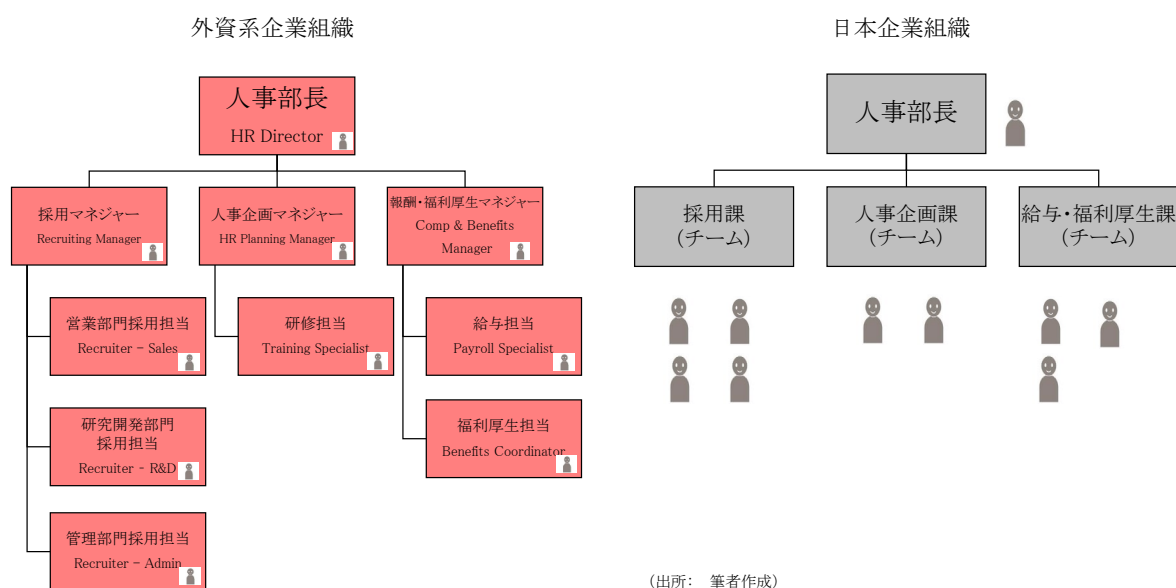 外資系企業組織
人事部長
HR Director
採用マネジャー
Recruiting Manager
人事企画マネジャー
HR Planning Manager
報酬・福利厚生マネジャー
Comp & Benefits
Manager
営業部門採用担当
Recruiter – Sales
研究開発部門
採用担当
Recruiter - R&D
管理部門採用担当
Recruiter – Admin
研修担当
Training Specialist
給与担当
Payroll Specialist
福利厚生担当
Benefits Coordinator
日本企業組織
人事部長
採用課
(チーム)
人事企画課
(チーム)
給与・福利厚生課
(チーム)
(出所: 筆者作成)